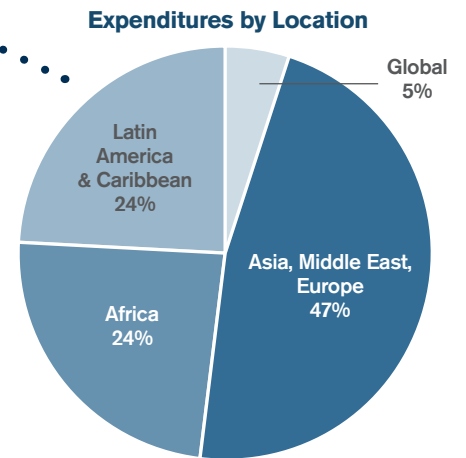 Expenditures by Location
Global
5%
Latin
America
& Caribbean
24%
Asia, Middle East,
Europe
47%
Africa
24%